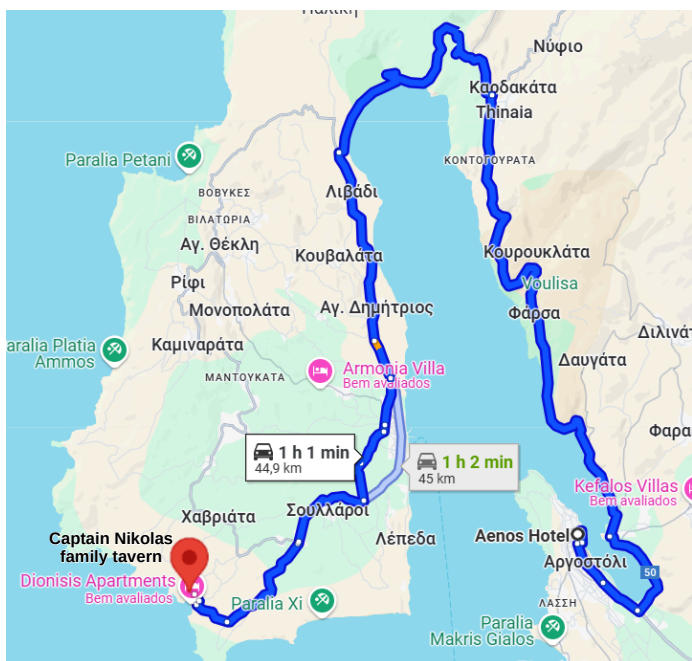 Παλική
Νύφιο
Καρδακάτα
Thinaia
ΚΟΝΤΟΓΟΥΡΑΤΑ
Paralia Petani
Λιβάδι
ΒΟΒΥΚΕΣ
ΒΙΛΑΤΩΡΙΑ
Αγ. Θέκλη
Κουβαλάτα
Κουρουκλάτα
Voulisa
Ρίφι
Μονοπολάτα
Αγ. Δημήτριος
Φάρσα
aralia Platia
Ammos
Καμιναράτα
Διλινά
Δαυγάτα
ΜΑΝΤΟΥΚΑΤΑ
Armonia Villa
Bem avaliados
Φαρα
1 h 1 min
44,9 km
1 h 2 min
45 km
Kefalos Villas
Bem avaliados
Σουλλάροι
Χαβριάτα
Captain Nikolas
family tavern
Λέπεδα
Aenos Hotel
Αργοστόλι
50
Dionisis Apartments
Bem avaliados
Paralia Xi
ΛΑΣΣΗ
Paralia
Makris Gialos